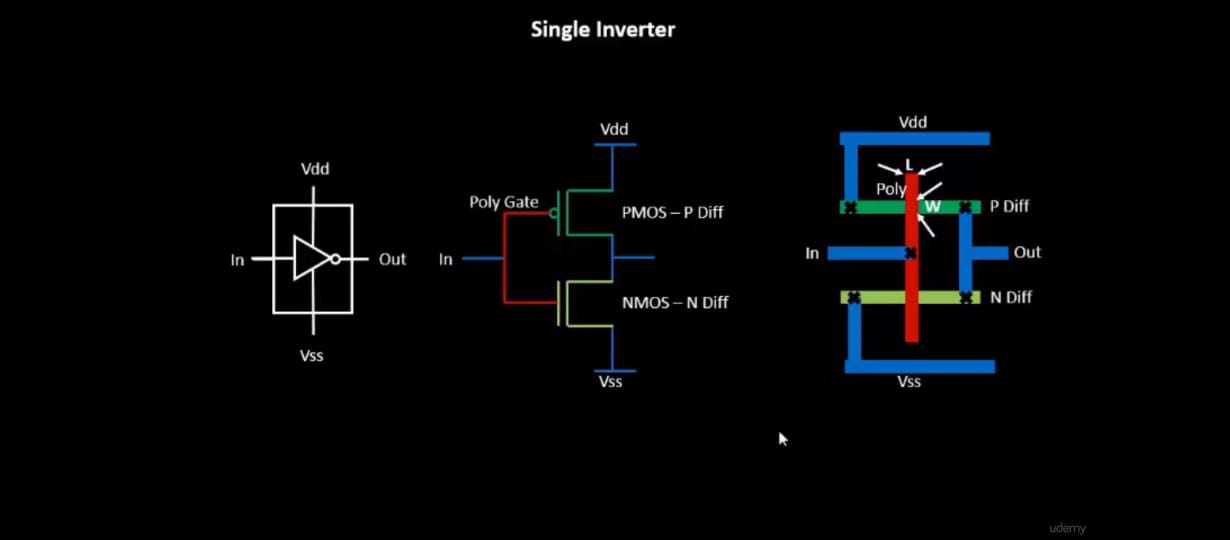 Single Inverter
Vdd
In
Out
Vss
Vdd
Poly Gate
PMOS – P Diff
In
NMOS – N Diff
Vss
Vdd
L
Poly
W
P Diff
In
Out
N Diff
Vss
udemy